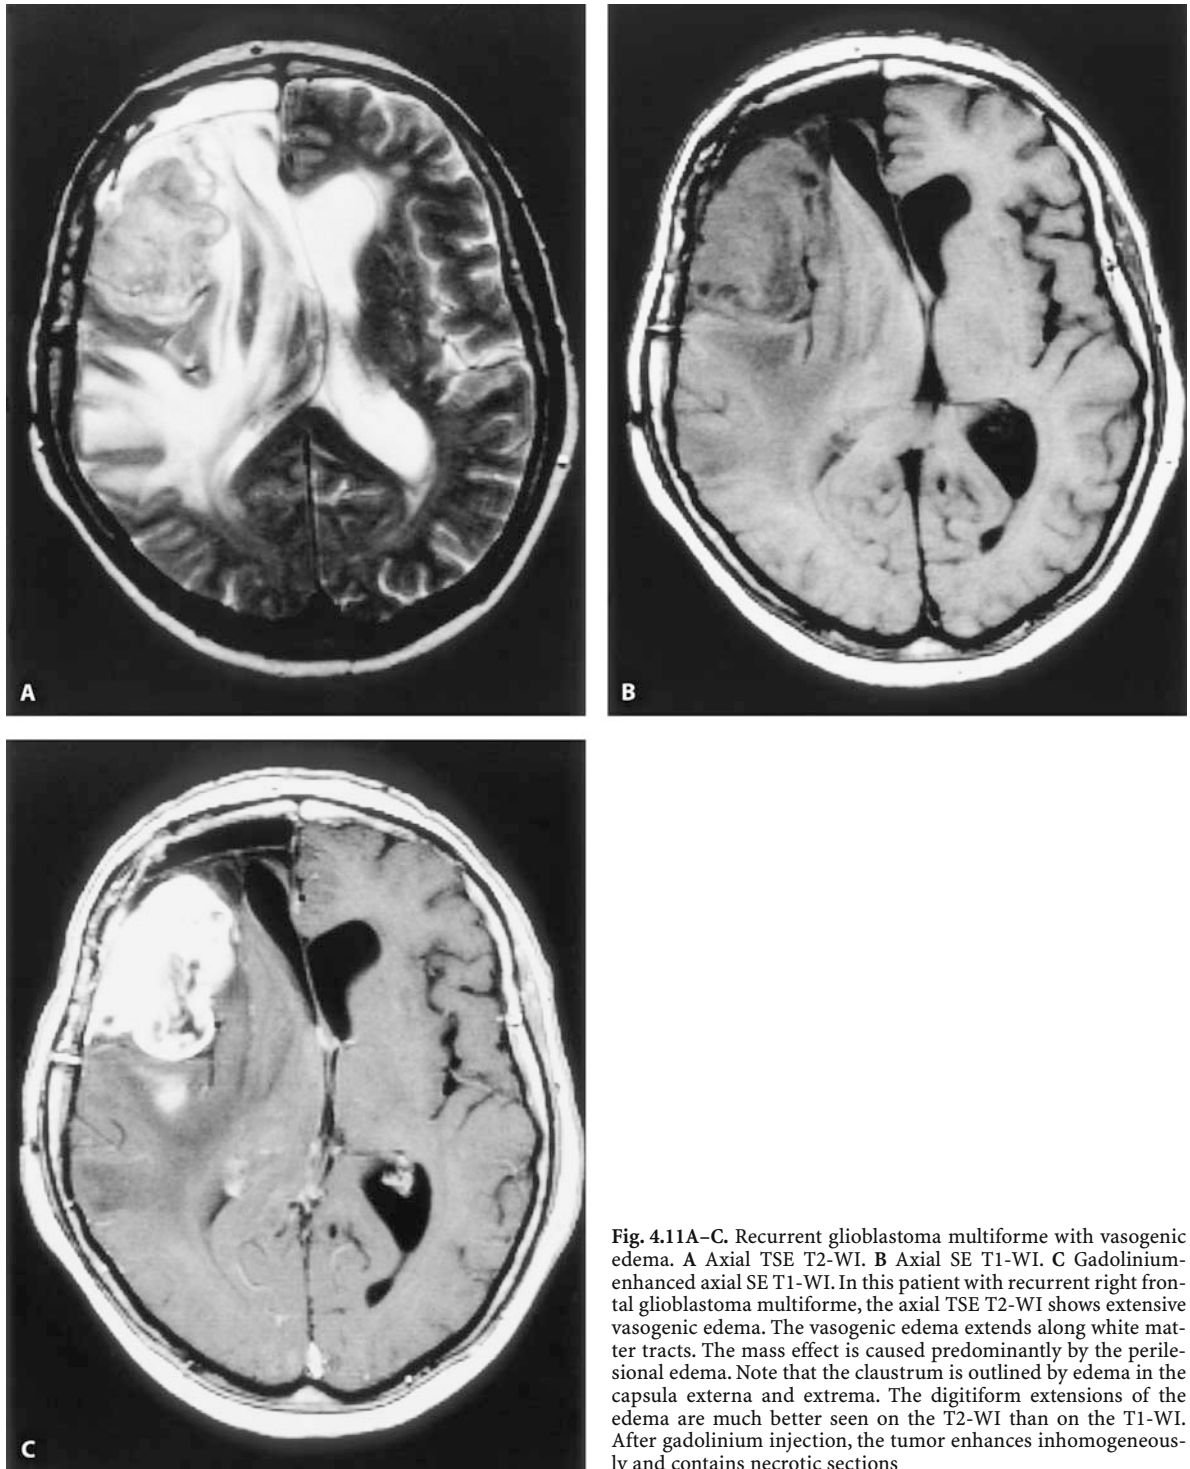 A
B
C
Fig. 4.11A–C. Recurrent glioblastoma multiforme with vasogenic
edema. A Axial TSE T2-WI. B Axial SE T1-WI. C Gadolinium-
enhanced axial SE T1-WI. In this patient with recurrent right fron-
tal glioblastoma multiforme, the axial TSE T2-WI shows extensive
vasogenic edema. The vasogenic edema extends along white mat-
ter tracts. The mass effect is caused predominantly by the perile-
sional edema. Note that the claustrum is outlined by edema in the
capsula externa and extrema. The digitiform extensions of the
edema are much better seen on the T2-WI than on the T1-WI.
After gadolinium injection, the tumor enhances inhomogeneous-
ly and contains necrotic sections